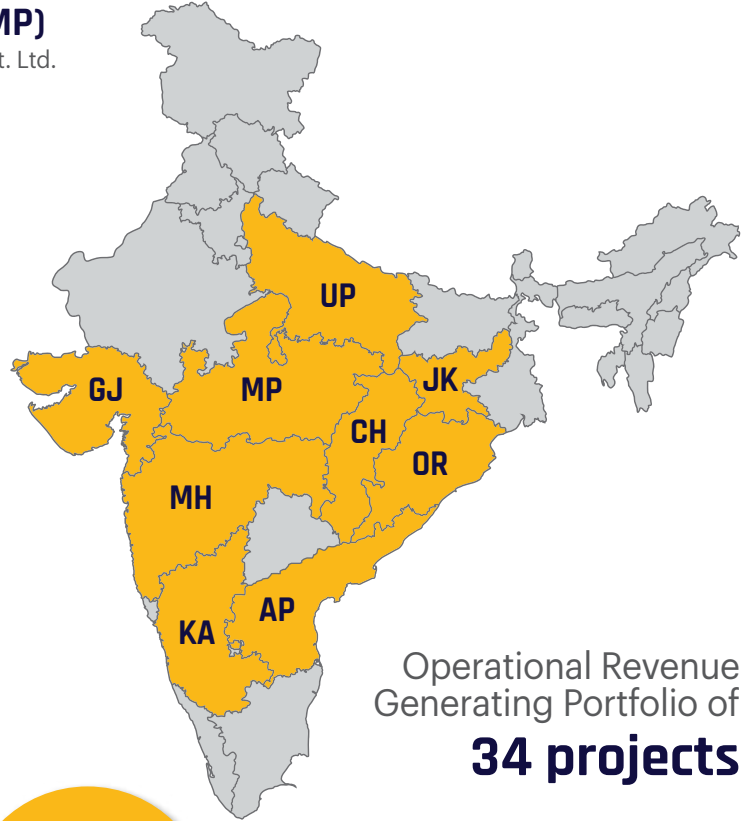 MP)
t. Ltd.
UP
GJ
MP
JK
CH
OR
MH
AP
KA
Operational Revenue
Generating Portfolio of
34 projects